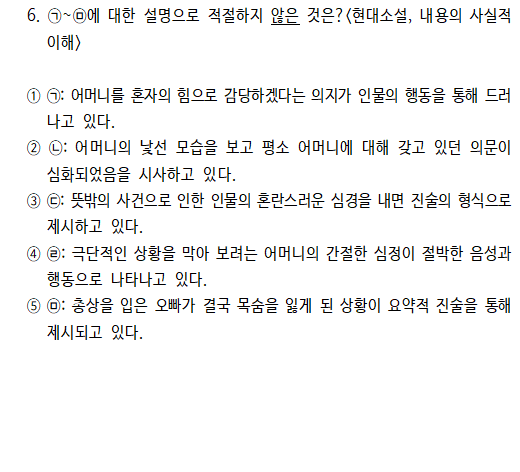 6. ㉠~㉤에 대한 설명으로 적절하지 않은 것은?<현대소설, 내용의 사실적
이해>
① ㉠: 어머니를 혼자의 힘으로 감당하겠다는 의지가 인물의 행동을 통해 드러
나고 있다.
② ㉡: 어머니의 낯선 모습을 보고 평소 어머니에 대해 갖고 있던 의문이
심화되었음을 시사하고 있다.
③ ㉢: 뜻밖의 사건으로 인한 인물의 혼란스러운 심경을 내면 진술의 형식으로
제시하고 있다.
④ ㉣: 극단적인 상황을 막아 보려는 어머니의 간절한 심정이 절박한 음성과
행동으로 나타나고 있다.
⑤ ㉤: 총상을 입은 오빠가 결국 목숨을 잃게 된 상황이 요약적 진술을 통해
제시되고 있다.